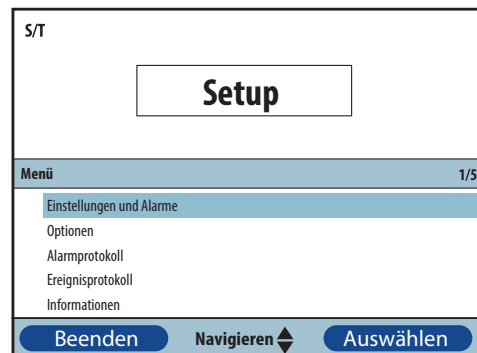 S/T
Setup
Menü 1/5
Einstellungen und Alarme
Optionen
Alarmprotokoll
Ereignisprotokoll
Informationen
Beenden Navigieren Auswählen